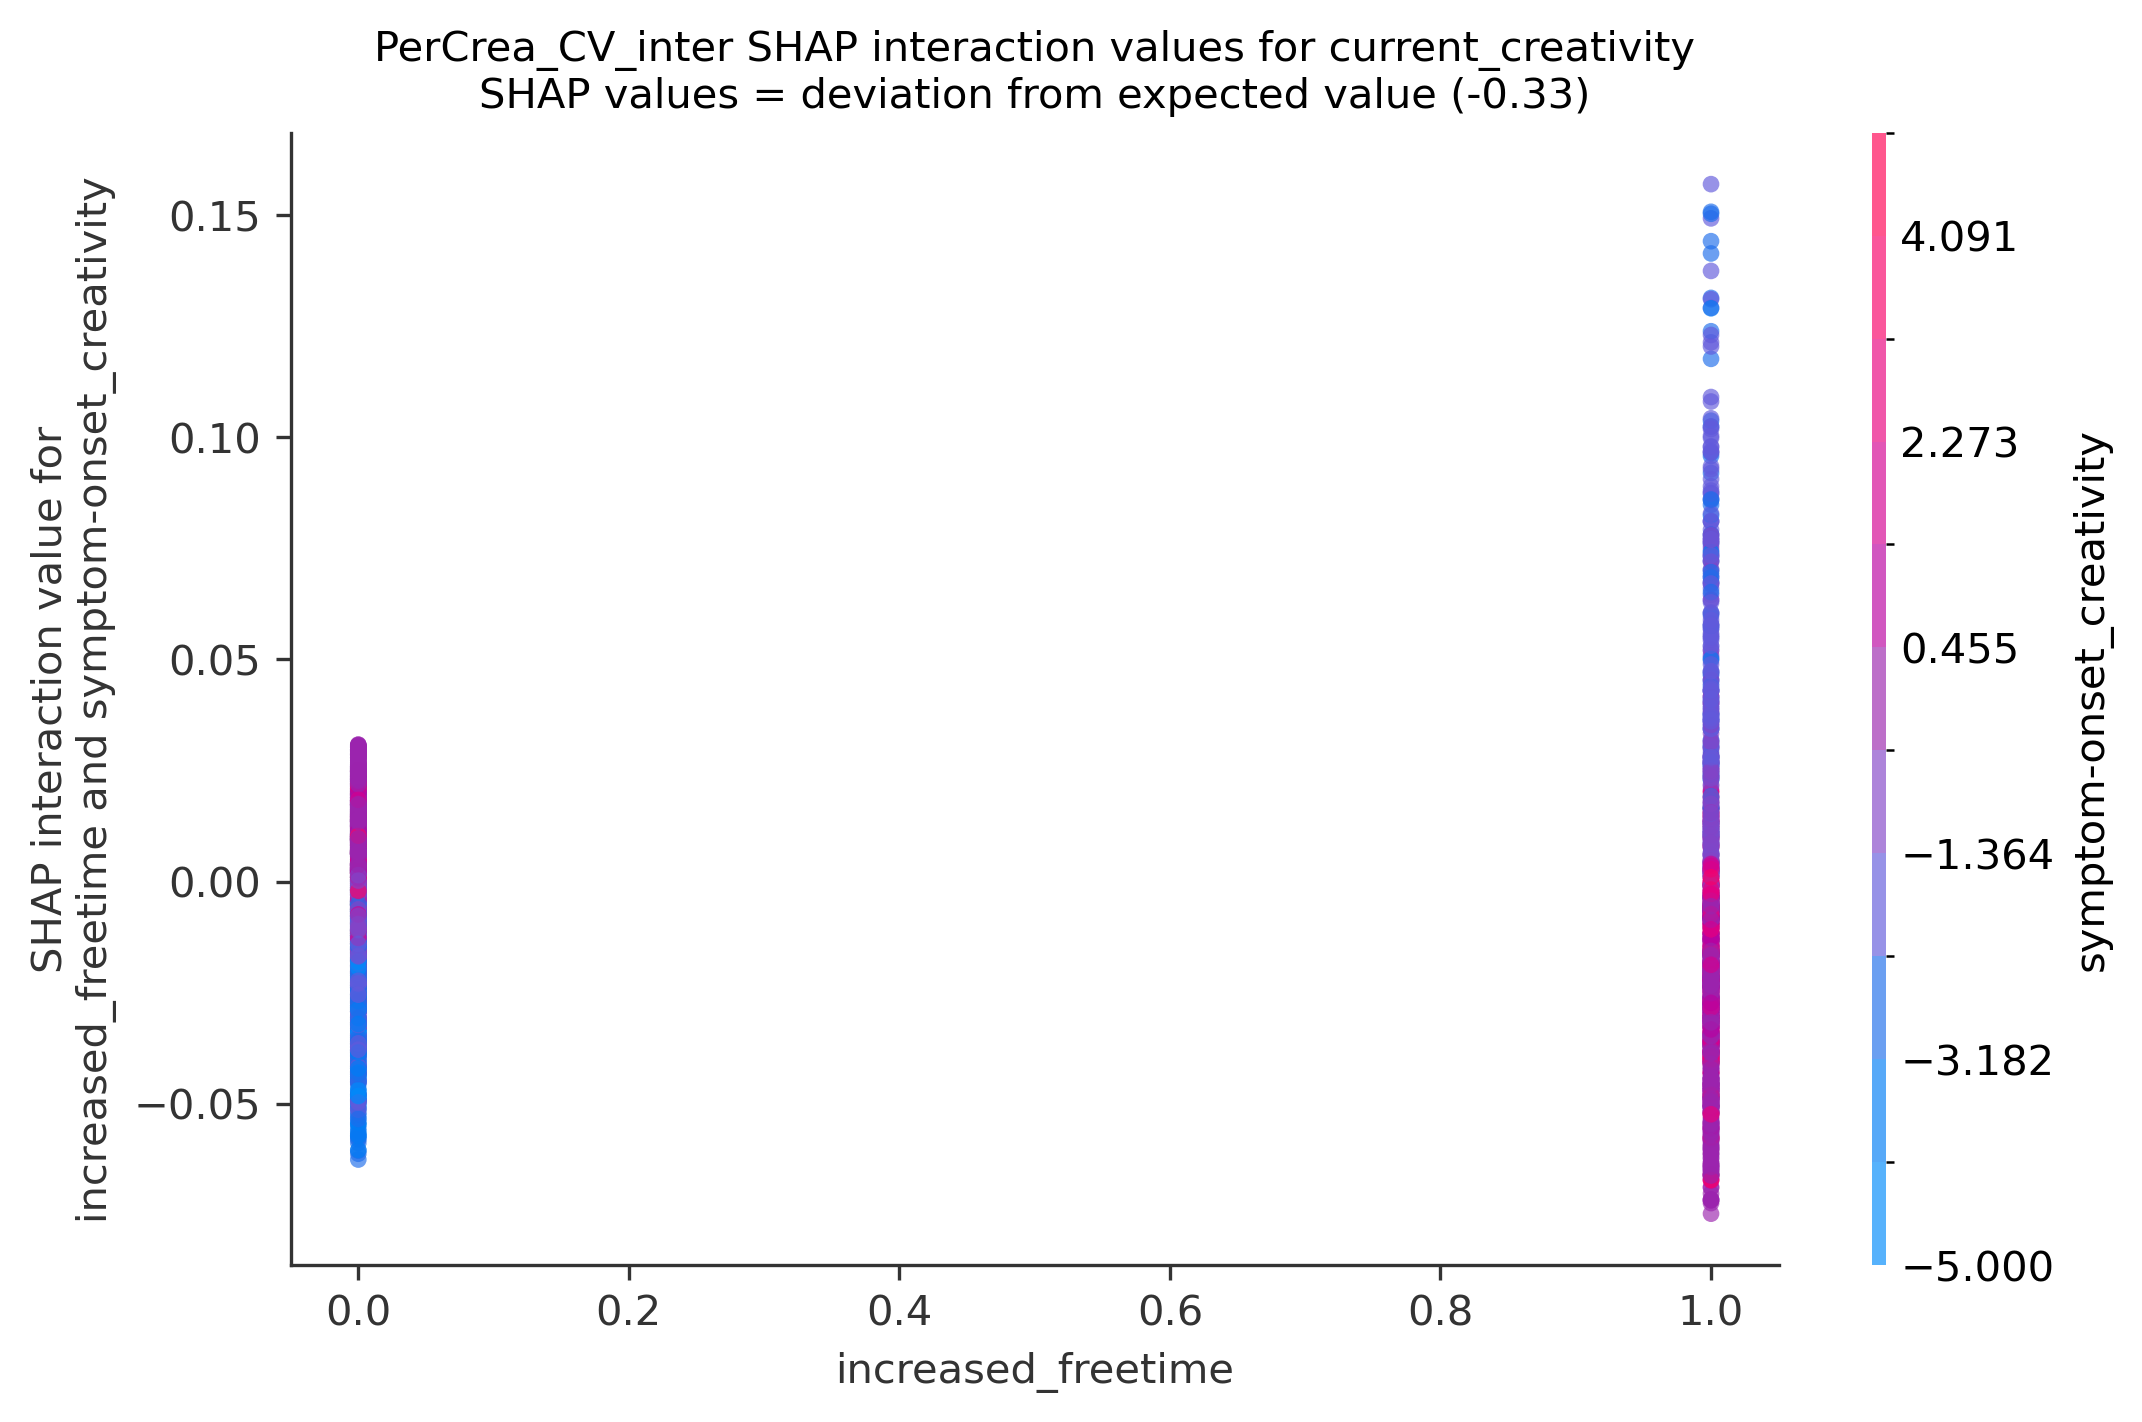 PerCrea_CV_inter SHAP interaction values for current_creativity
SHAP values = deviation from expected value (-0.33)
SHAP interaction value for
increased_freetime and symptom-onset_creativity
0.15
0.10
0.05
0.00
−0.05
0.0
0.2
0.4
0.6
0.8
1.0
increased_freetime
4.091
2.273
0.455
−1.364
−3.182
−5.000
symptom-onset_creativity